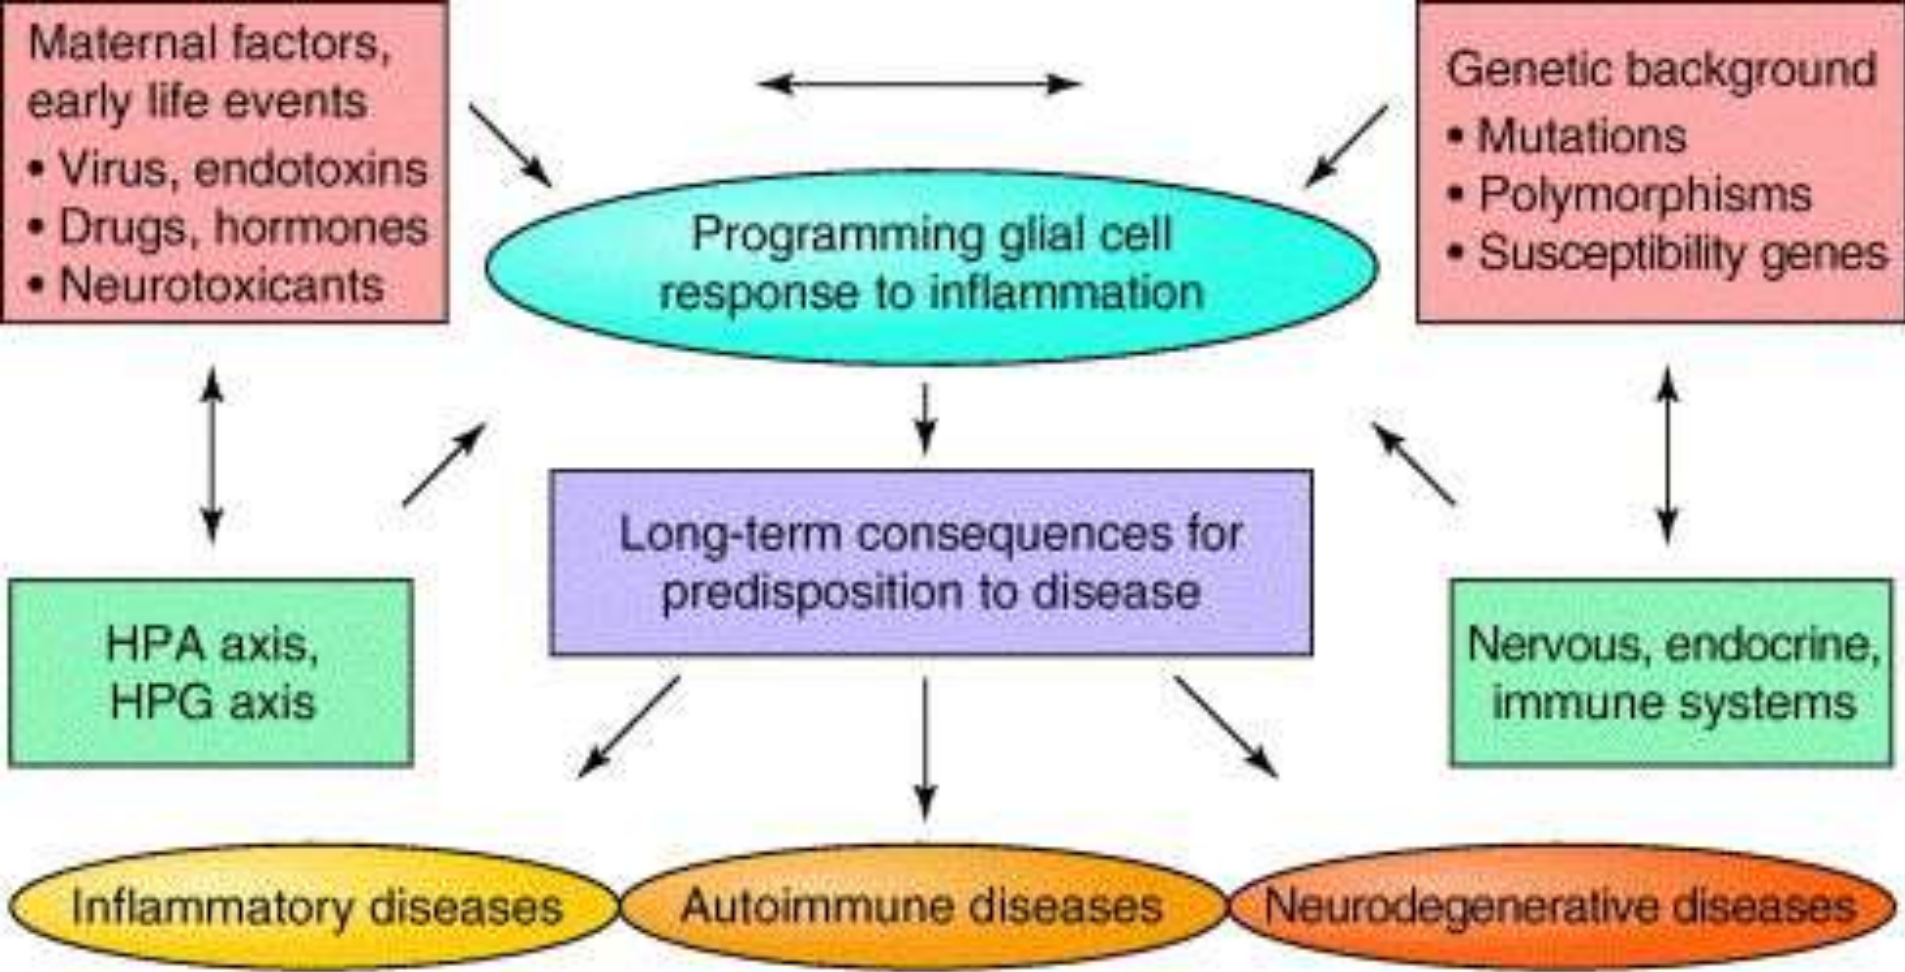 Maternal factors,
early life events
• Virus, endotoxins
• Drugs, hormones
• Neurotoxicants
Genetic background
• Mutations
• Polymorphisms
• Susceptibility genes
Programming glial cell
response to inflammation
Long-term consequences for
predisposition to disease
HPA axis,
HPG axis
Nervous, endocrine,
immune systems
Inflammatory diseases
Autoimmune diseases
Neurodegenerative diseases